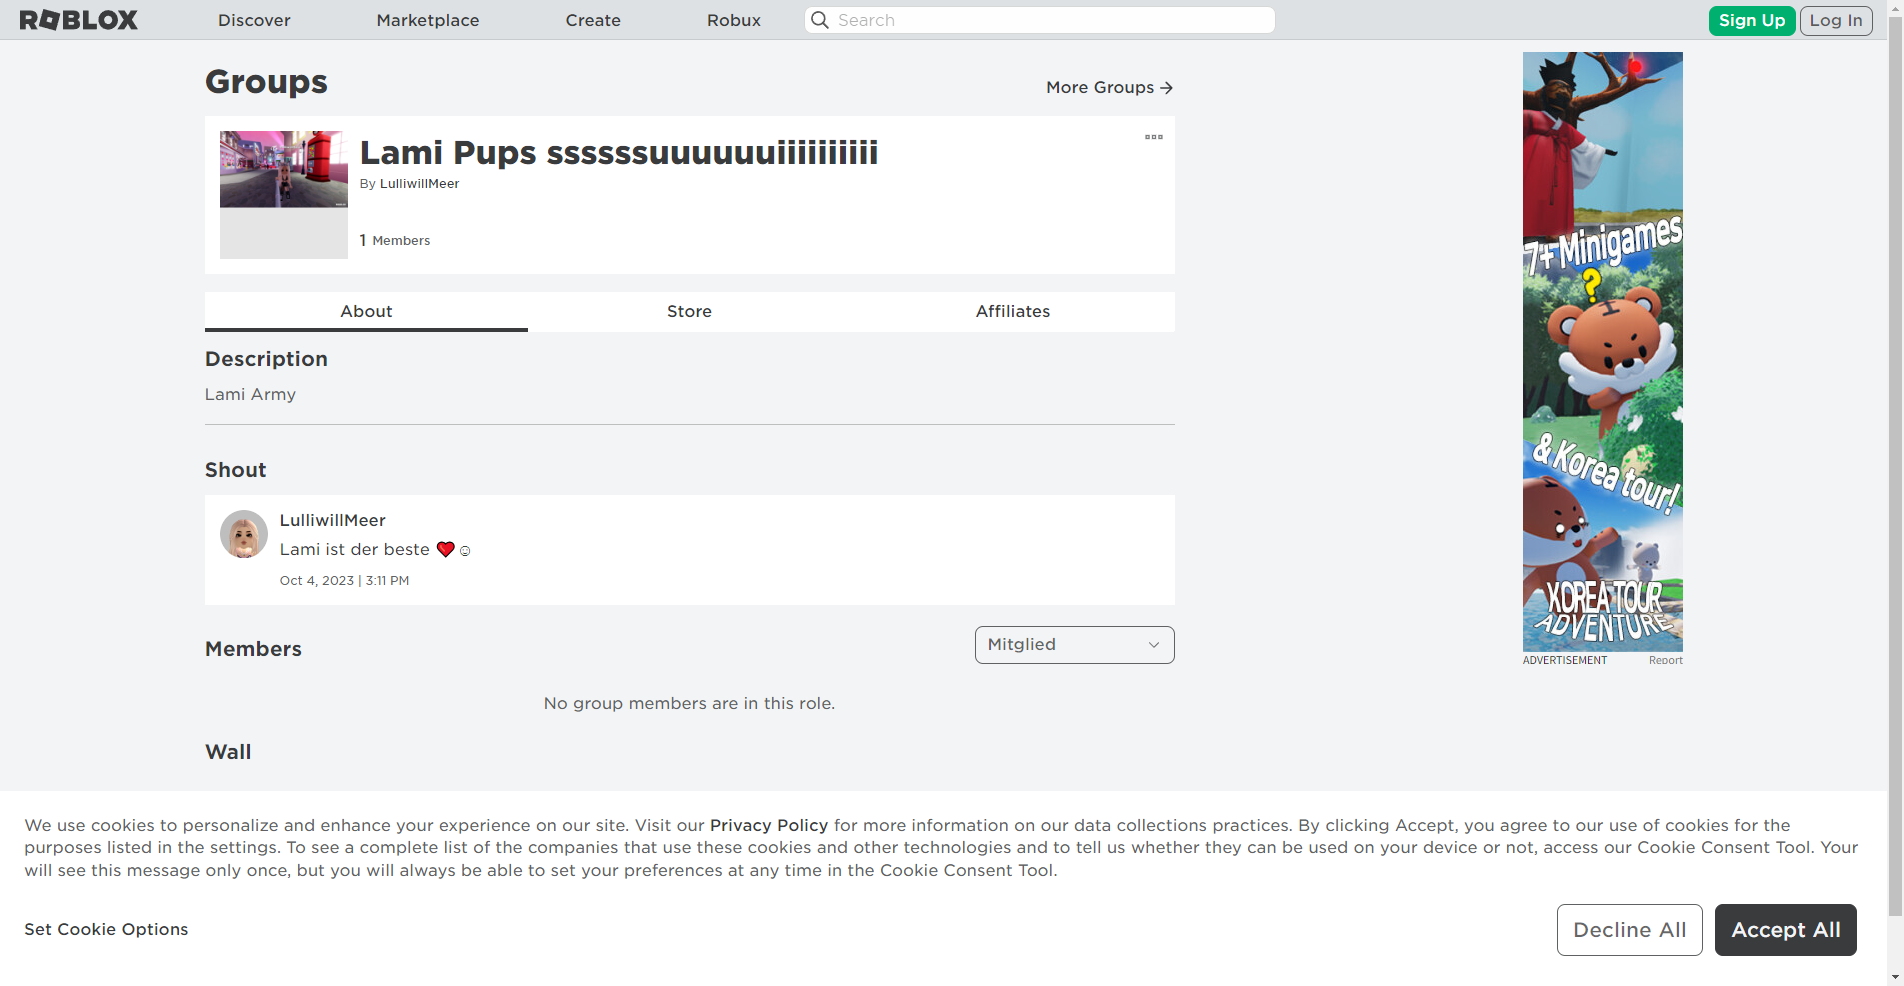 ROBLOX
Discover
Marketplace
Create
Robux
Search
Sign Up
Log In
Groups
More Groups →
Lami Pups ssssssuuuuuuiiiiiiiiii
By LulliwillMeer
1 Members
About
Store
Affiliates
Description
Lami Army
Shout
LulliwillMeer
Lami ist der beste ❤️☺
Oct 4, 2023 | 3:11 PM
Members
Mitglied
No group members are in this role.
Wall
7+ Minigames
?
& Korea tour!
KOREA TOUR
ADVENTURE
ADVERTISEMENT
Report
We use cookies to personalize and enhance your experience on our site. Visit our Privacy Policy for more information on our data collections practices. By clicking Accept, you agree to our use of cookies for the
purposes listed in the settings. To see a complete list of the companies that use these cookies and other technologies and to tell us whether they can be used on your device or not, access our Cookie Consent Tool. Your
will see this message only once, but you will always be able to set your preferences at any time in the Cookie Consent Tool.
Set Cookie Options
Decline All
Accept All